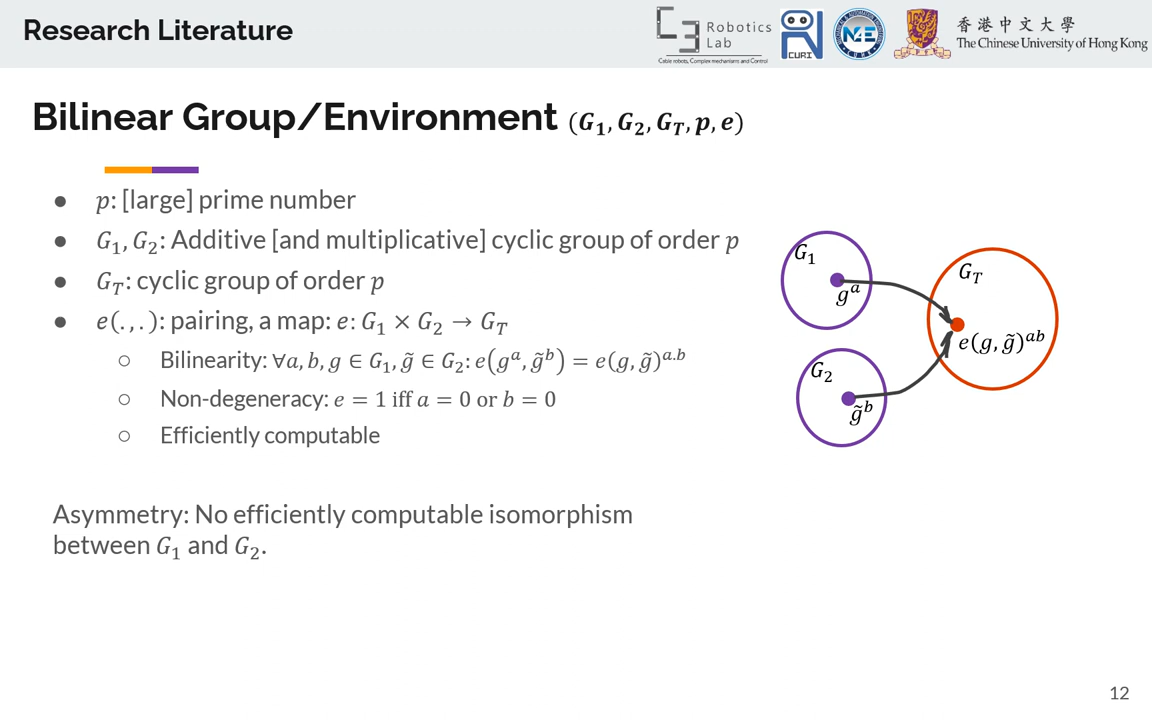 Research Literature
Robotics
Lab
Cable robots, Complex mechanisms and Control
CURI
香港中文大學
The Chinese University of Hong Kong
Bilinear Group/Environment (G₁, G₂, G_T, p, e)
● p: [large] prime number
● G₁, G₂: Additive [and multiplicative] cyclic group of order p
● G_T: cyclic group of order p
● e(. , . ): pairing, a map: e: G₁ × G₂ → G_T
○ Bilinearity: ∀a, b, g ∈ G₁, g̃ ∈ G₂: e(gᵃ, g̃ᵇ) = e(g, g̃)ᵃ·ᵇ
○ Non-degeneracy: e = 1 iff a = 0 or b = 0
○ Efficiently computable
Asymmetry: No efficiently computable isomorphism
between G₁ and G₂.
G₁
gᵃ
G₂
g̃ᵇ
G_T
e(g, g̃)ᵃᵇ
12